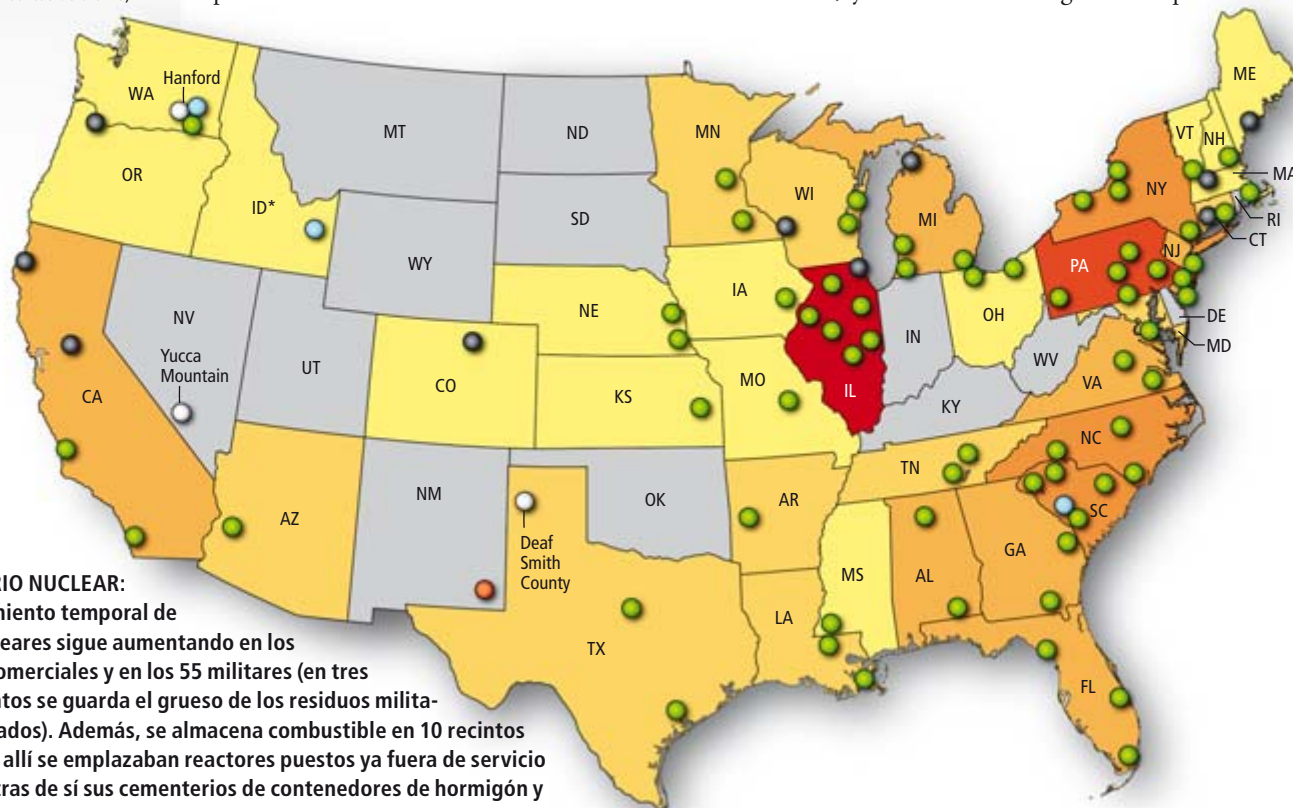 WA
Hanford
MT
ND
MN
ME
VT
NH
OR
ID*
SD
WI
MI
NY
MA
RI
CT
WY
PA
NJ
NV
NE
IA
OH
DE
MD
Yucca
Mountain
UT
CO
IL
IN
WV
CA
KS
MO
KY
VA
NC
TN
AZ
NM
OK
AR
SC
Deaf
Smith
County
MS
AL
GA
LA
TX
FL
RIO NUCLEAR:
miento temporal de
eares sigue aumentando en los
omerciales y en los 55 militares (en tres
tos se guarda el grueso de los residuos milita-
ados). Además, se almacena combustible en 10 recintos
allí se emplazaban reactores puestos ya fuera de servicio
tras de sí sus cementerios de contenedores de hormigón y